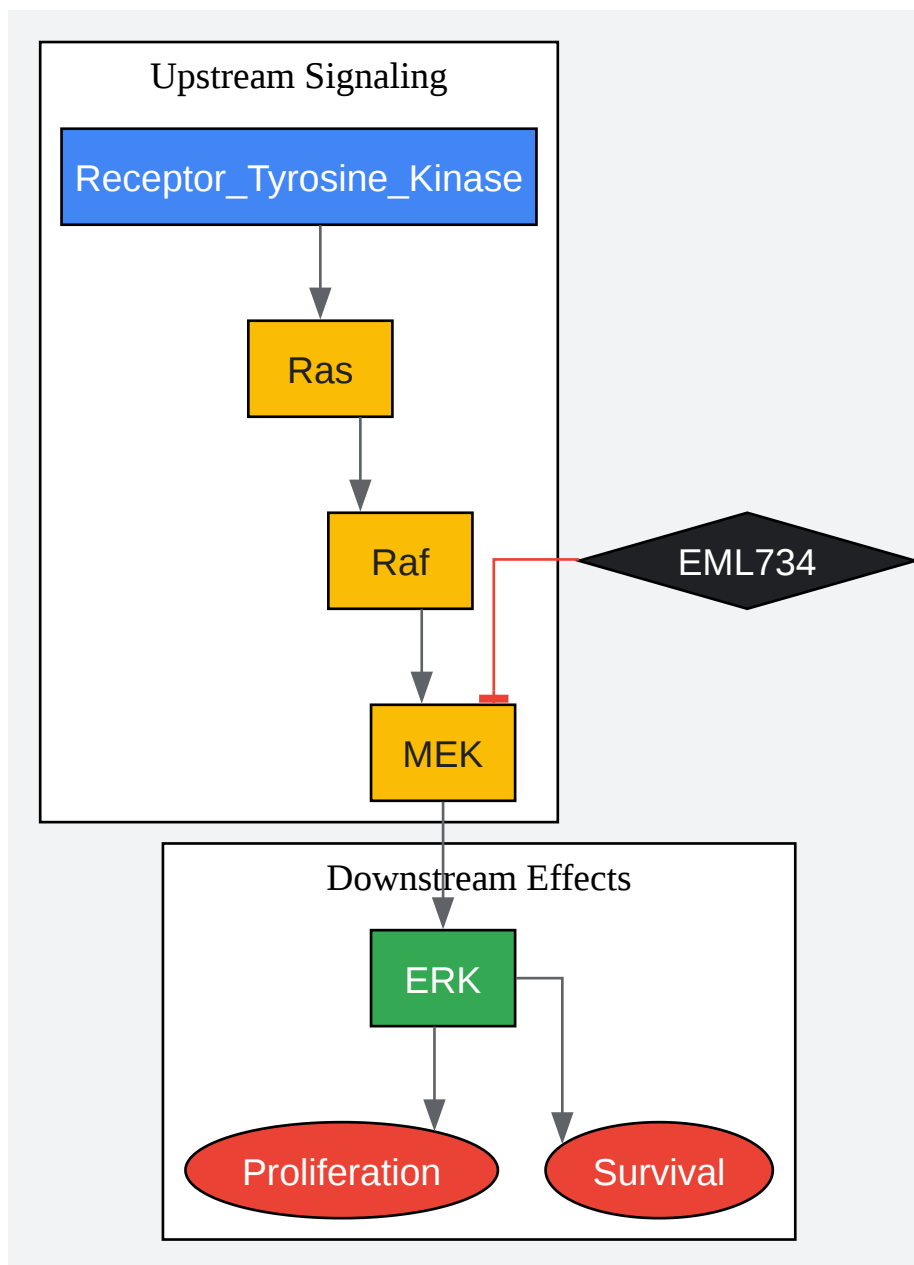 Upstream Signaling
Receptor_Tyrosine_Kinase
Ras
Raf
EML734
MEK
Downstream Effects
ERK
Proliferation
Survival